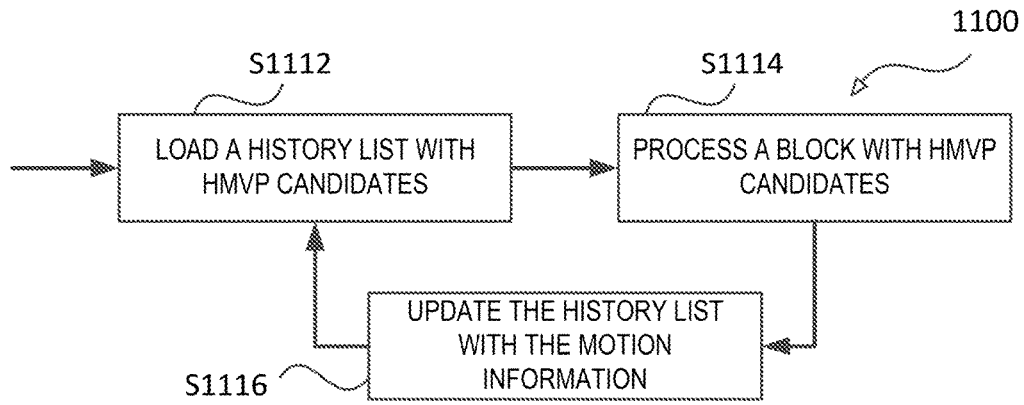 1100
S1112
S1114
LOAD A HISTORY LIST WITH
HMVP CANDIDATES
PROCESS A BLOCK WITH HMVP
CANDIDATES
UPDATE THE HISTORY LIST
WITH THE MOTION
INFORMATION
S1116